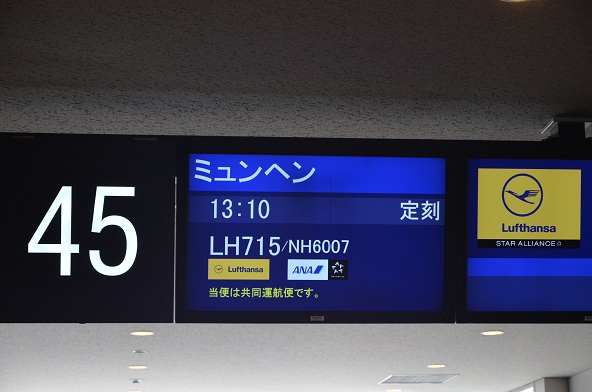 45
ミュンヘン
13:10 定刻
LH715/NH6007
Lufthansa ANA
当便は共同運航便です。
Lufthansa
STAR ALLIANCE